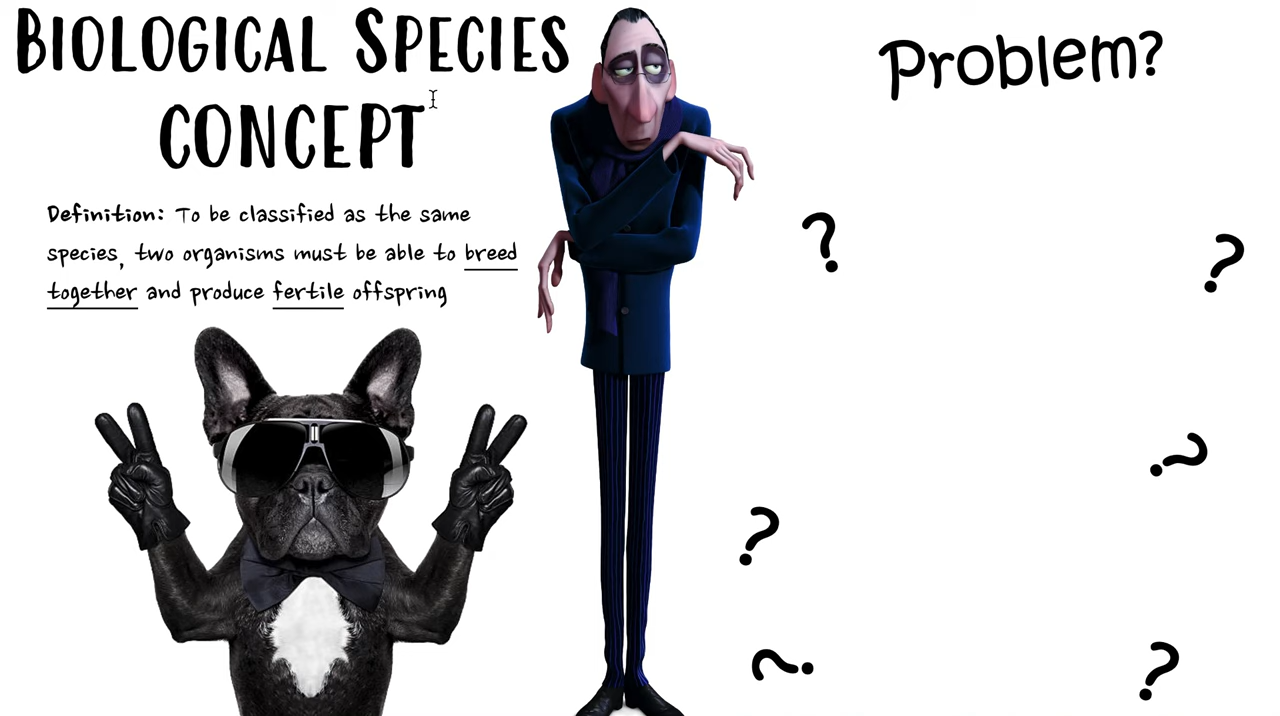 BIOLOGICAL SPECIES
CONCEPT
Definition: To be classified as the same
species, two organisms must be able to breed
together and produce fertile offspring
Problem?
?
?
?
?
?
?